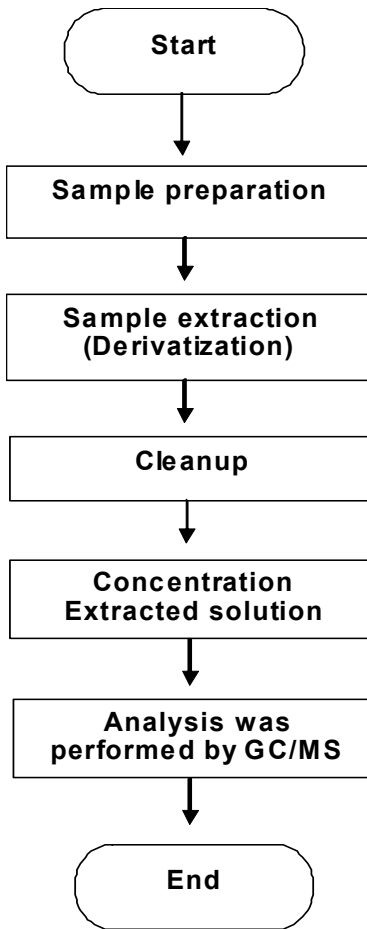 Start
Sample preparation
Sample extraction
(Derivatization)
Cleanup
Concentration
Extracted solution
Analysis was
performed by GC/MS
End